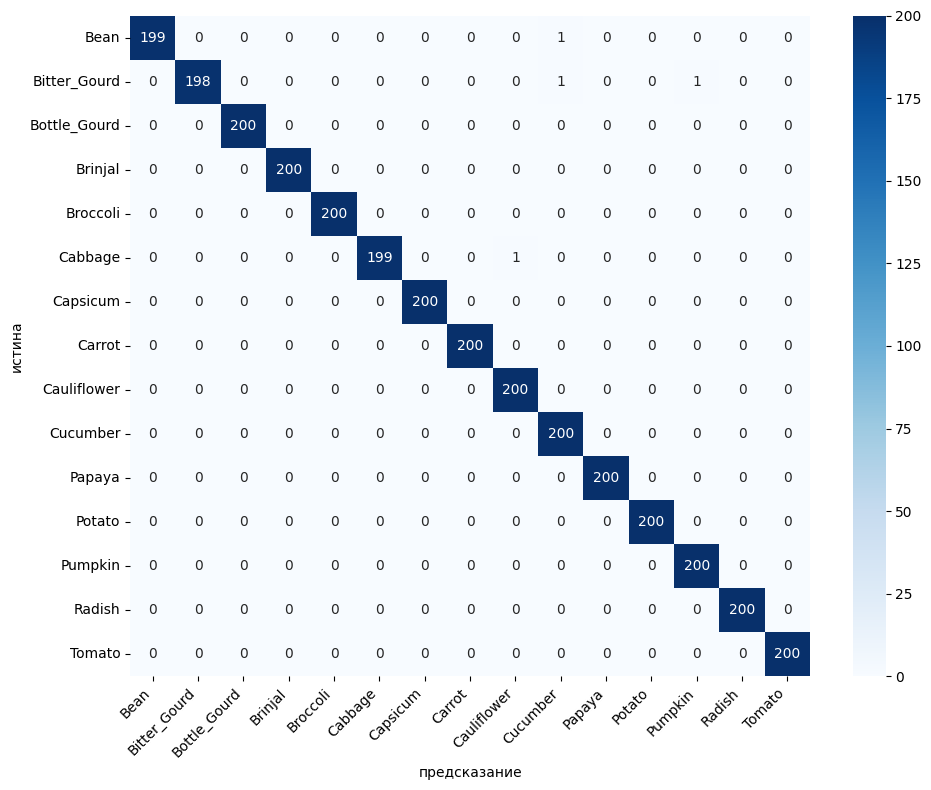 Bean 199 0 0 0 0 0 0 0 0 1 0 0 0 0 0 200
Bitter_Gourd 0 198 0 0 0 0 0 0 0 1 0 0 1 0 0 175
Bottle_Gourd 0 0 200 0 0 0 0 0 0 0 0 0 0 0 0
Brinjal 0 0 0 200 0 0 0 0 0 0 0 0 0 0 0 150
Broccoli 0 0 0 0 200 0 0 0 0 0 0 0 0 0 0
Cabbage 0 0 0 0 0 199 0 0 1 0 0 0 0 0 0 125
Capsicum 0 0 0 0 0 0 200 0 0 0 0 0 0 0 0
истина
Carrot 0 0 0 0 0 0 0 200 0 0 0 0 0 0 0 100
Cauliflower 0 0 0 0 0 0 0 0 200 0 0 0 0 0 0
Cucumber 0 0 0 0 0 0 0 0 0 200 0 0 0 0 0 75
Papaya 0 0 0 0 0 0 0 0 0 0 200 0 0 0 0
Potato 0 0 0 0 0 0 0 0 0 0 0 200 0 0 0 50
Pumpkin 0 0 0 0 0 0 0 0 0 0 0 0 200 0 0
Radish 0 0 0 0 0 0 0 0 0 0 0 0 0 200 0 25
Tomato 0 0 0 0 0 0 0 0 0 0 0 0 0 0 200 0
Bean Bitter_Gourd Bottle_Gourd Brinjal Broccoli Cabbage Capsicum Carrot Cauliflower Cucumber Papaya Potato Pumpkin Radish Tomato
предсказание